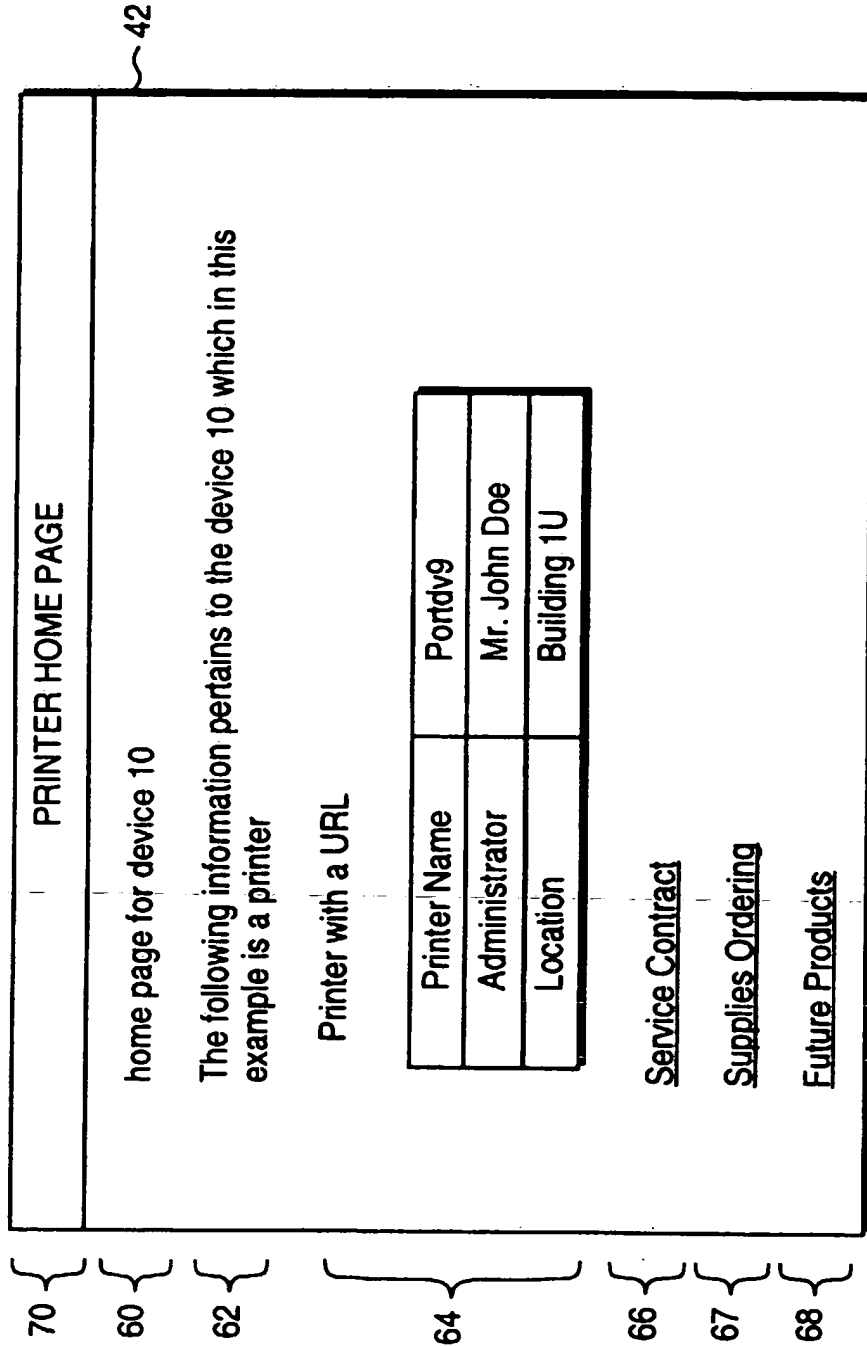 70 PRINTER HOME PAGE
42
60 home page for device 10
62 The following information pertains to the device 10 which in this
example is a printer
64 Printer with a URL
Printer Name Portdv9
Administrator Mr. John Doe
Location Building 1U
66 Service Contract
67 Supplies Ordering
68 Future Products